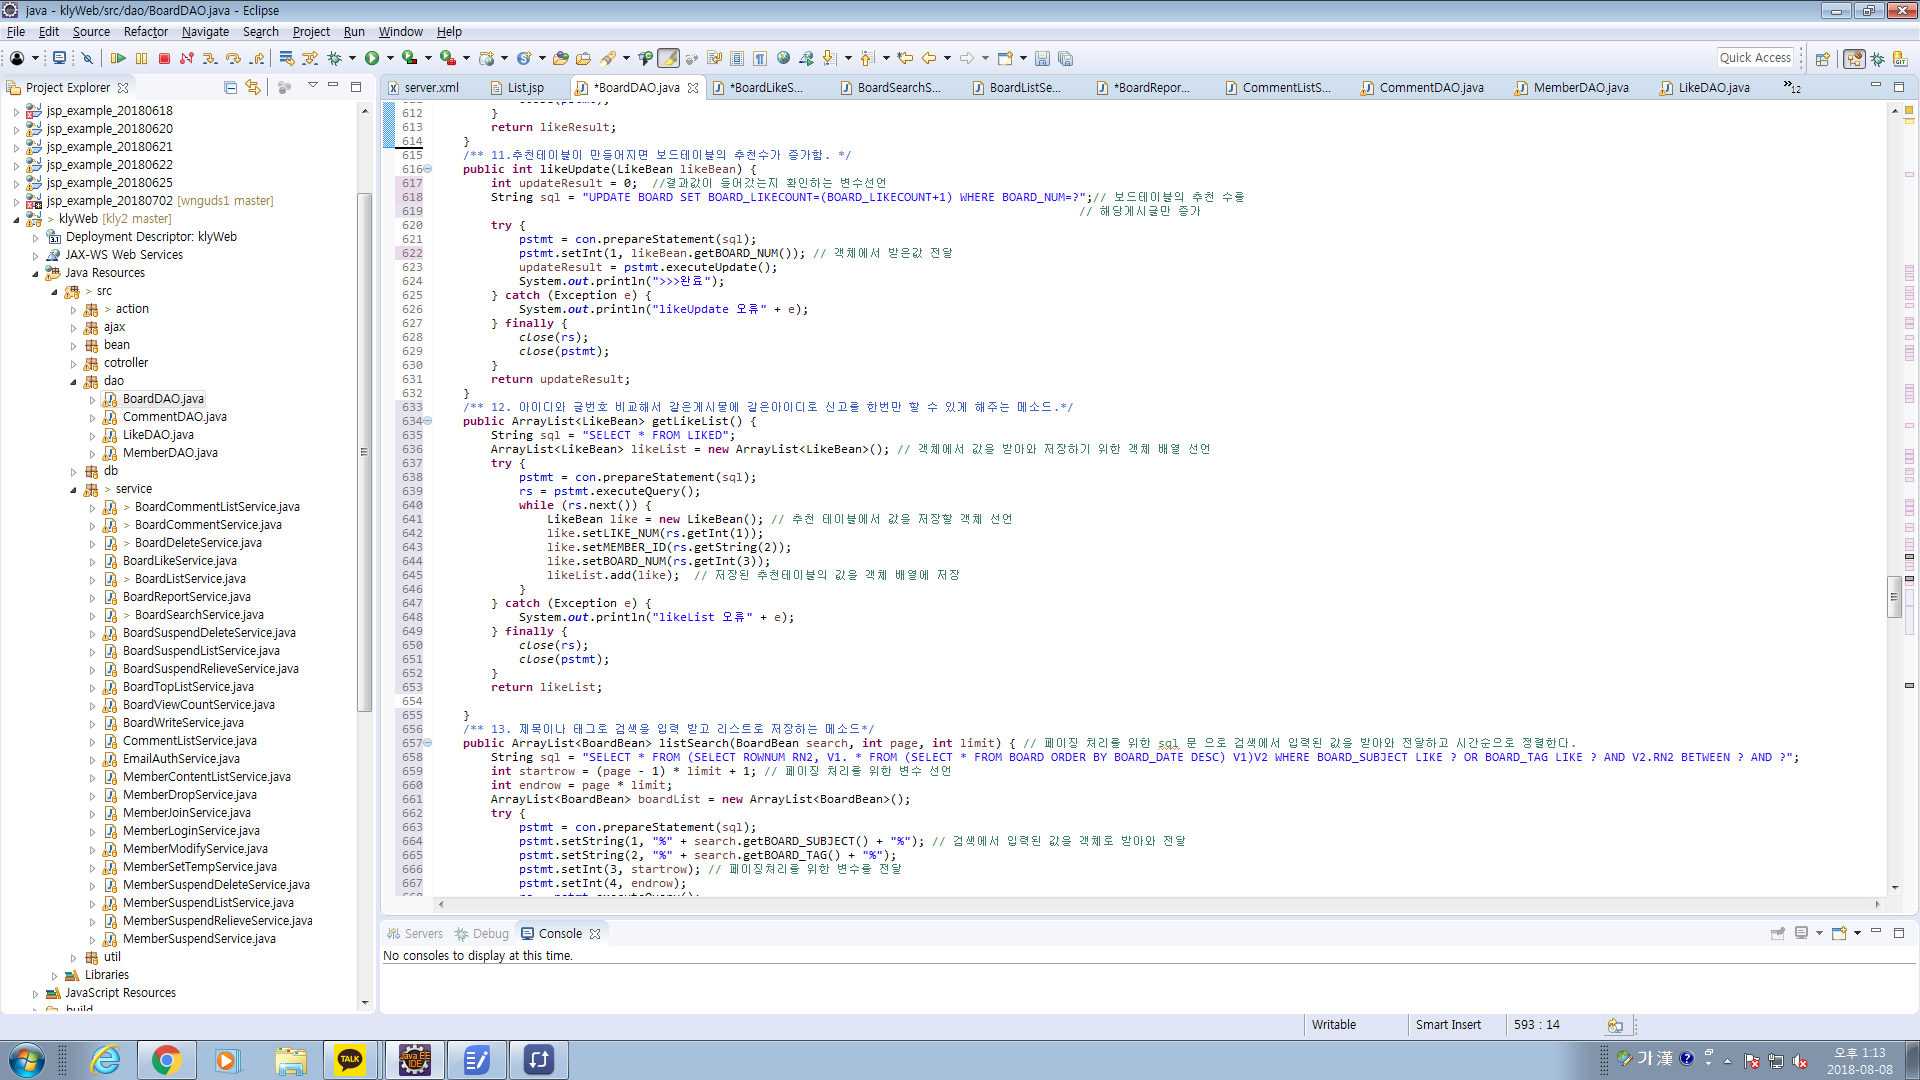 java - klyWeb/src/dao/BoardDAO.java - Eclipse
File Edit Source Refactor Navigate Search Project Run Window Help
Quick Access
Project Explorer
server.xml List.jsp *BoardDAO.java *BoardLikeS... BoardSearchS... BoardListSe... *BoardRepor... CommentListS... CommentDAO.java MemberDAO.java LikeDAO.java »12
jsp_example_20180618
jsp_example_20180620
jsp_example_20180621
jsp_example_20180622
jsp_example_20180625
jsp_example_20180702 [wnguds1 master]
> klyWeb [kly2 master]
Deployment Descriptor: klyWeb
JAX-WS Web Services
Java Resources
> src
> action
ajax
bean
cotroller
dao
BoardDAO.java
CommentDAO.java
LikeDAO.java
MemberDAO.java
db
> service
> BoardCommentListService.java
> BoardCommentService.java
> BoardDeleteService.java
BoardLikeService.java
> BoardListService.java
BoardReportService.java
> BoardSearchService.java
BoardSuspendDeleteService.java
BoardSuspendListService.java
BoardSuspendRelieveService.java
BoardTopListService.java
BoardViewCountService.java
BoardWriteService.java
CommentListService.java
EmailAuthService.java
MemberContentListService.java
MemberDropService.java
MemberJoinService.java
MemberLoginService.java
MemberModifyService.java
MemberSetTempService.java
MemberSuspendDeleteService.java
MemberSuspendListService.java
MemberSuspendRelieveService.java
MemberSuspendService.java
util
Libraries
JavaScript Resources
build
612 }
613 return likeResult;
614 }
615 /** 11.추천테이블이 만들어지면 보드테이블의 추천수가 증가함. */
616 public int likeUpdate(LikeBean likeBean) {
617 int updateResult = 0; //결과값이 들어갔는지 확인하는 변수선언
618 String sql = "UPDATE BOARD SET BOARD_LIKECOUNT=(BOARD_LIKECOUNT+1) WHERE BOARD_NUM=?";// 보드테이블의 추천 수를
619 // 해당게시글만 증가
620 try {
621 pstmt = con.prepareStatement(sql);
622 pstmt.setInt(1, likeBean.getBOARD_NUM()); // 객체에서 받은값 전달
623 updateResult = pstmt.executeUpdate();
624 System.out.println(">>>완료");
625 } catch (Exception e) {
626 System.out.println("likeUpdate 오류" + e);
627 } finally {
628 close(rs);
629 close(pstmt);
630 }
631 return updateResult;
632 }
633 /** 12. 아이디와 글번호 비교해서 같은게시물에 같은아이디로 신고를 한번만 할 수 있게 해주는 메소드.*/
634 public ArrayList<LikeBean> getLikeList() {
635 String sql = "SELECT * FROM LIKED";
636 ArrayList<LikeBean> likeList = new ArrayList<LikeBean>(); // 객체에서 값을 받아와 저장하기 위한 객체 배열 선언
637 try {
638 pstmt = con.prepareStatement(sql);
639 rs = pstmt.executeQuery();
640 while (rs.next()) {
641 LikeBean like = new LikeBean(); // 추천 테이블에서 값을 저장할 객체 선언
642 like.setLIKE_NUM(rs.getInt(1));
643 like.setMEMBER_ID(rs.getString(2));
644 like.setBOARD_NUM(rs.getInt(3));
645 likeList.add(like); // 저장된 추천테이블의 값을 객체 배열에 저장
646 }
647 } catch (Exception e) {
648 System.out.println("likeList 오류" + e);
649 } finally {
650 close(rs);
651 close(pstmt);
652 }
653 return likeList;
654
655 }
656 /** 13. 제목이나 태그로 검색을 입력 받고 리스트로 저장하는 메소드*/
657 public ArrayList<BoardBean> listSearch(BoardBean search, int page, int limit) { // 페이징 처리를 위한 sql 문 으로 검색에서 입력된 값을 받아와 전달하고 시간순으로 정렬한다.
658 String sql = "SELECT * FROM (SELECT ROWNUM RN2, V1. * FROM (SELECT * FROM BOARD ORDER BY BOARD_DATE DESC) V1)V2 WHERE BOARD_SUBJECT LIKE ? OR BOARD_TAG LIKE ? AND V2.RN2 BETWEEN ? AND ?";
659 int startrow = (page - 1) * limit + 1; // 페이징 처리를 위한 변수 선언
660 int endrow = page * limit;
661 ArrayList<BoardBean> boardList = new ArrayList<BoardBean>();
662 try {
663 pstmt = con.prepareStatement(sql);
664 pstmt.setString(1, "%" + search.getBOARD_SUBJECT() + "%"); // 검색에서 입력된 값을 객체로 받아와 전달
665 pstmt.setString(2, "%" + search.getBOARD_TAG() + "%");
666 pstmt.setInt(3, startrow); // 페이징처리를 위한 변수를 전달
667 pstmt.setInt(4, endrow);
Servers Debug Console
No consoles to display at this time.
Writable Smart Insert 593 : 14
TALK
Java EE IDE
가 漢
오후 1:13
2018-08-08